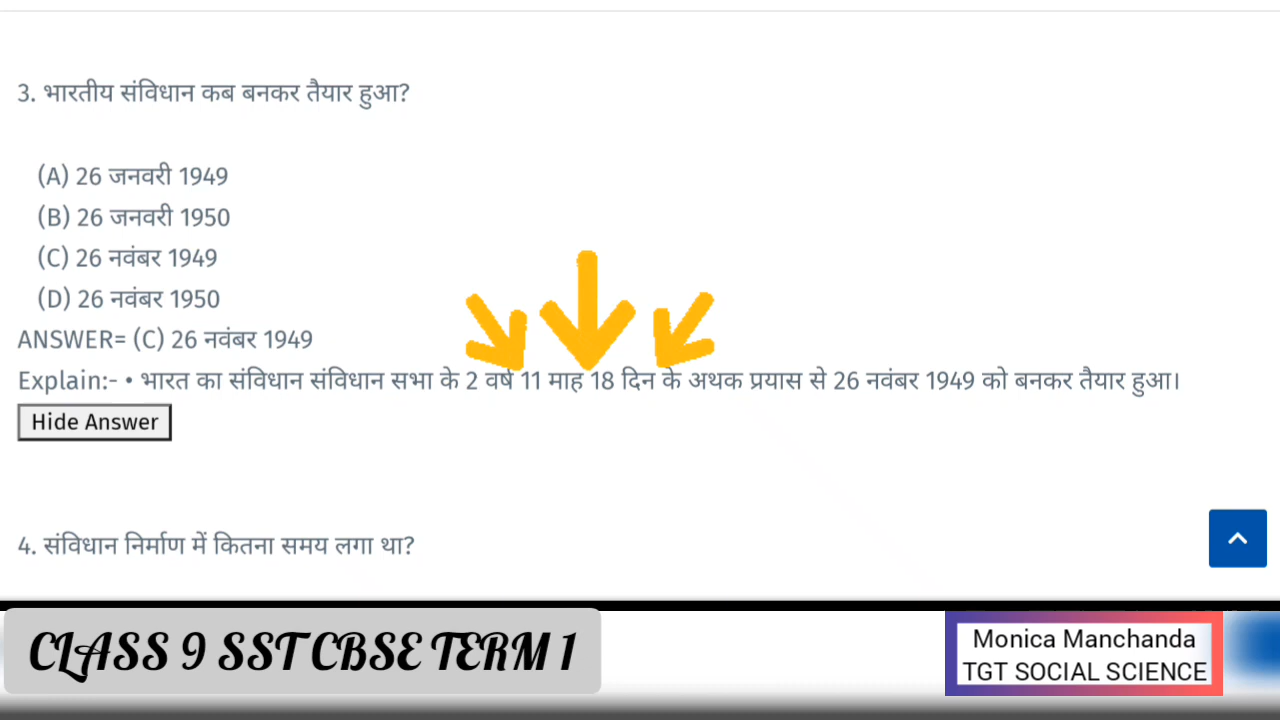 3. भारतीय संविधान कब बनकर तैयार हुआ?
(A) 26 जनवरी 1949
(B) 26 जनवरी 1950
(C) 26 नवंबर 1949
(D) 26 नवंबर 1950
ANSWER= (C) 26 नवंबर 1949
Explain:- • भारत का संविधान संविधान सभा के 2 वर्ष 11 माह 18 दिन के अथक प्रयास से 26 नवंबर 1949 को बनकर तैयार हुआ।
Hide Answer
4. संविधान निर्माण में कितना समय लगा था?
CLASS 9 SST CBSE TERM 1
Monica Manchanda
TGT SOCIAL SCIENCE